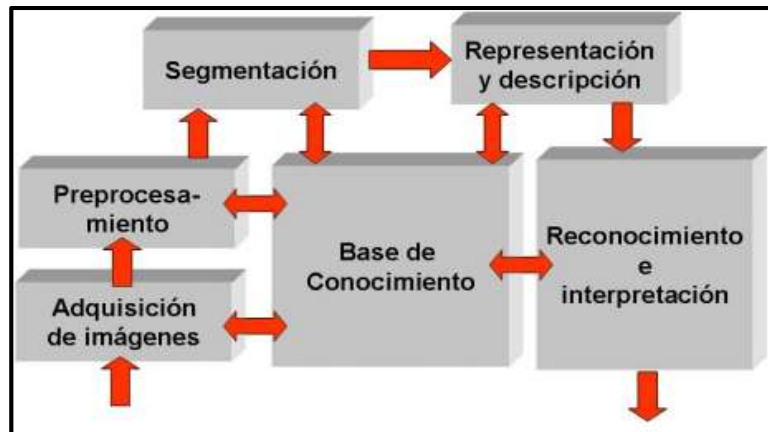 Segmentación
Representación
y descripción
Preprocesa-
miento
Base de
Conocimiento
Reconocimiento
e
interpretación
Adquisición
de imágenes